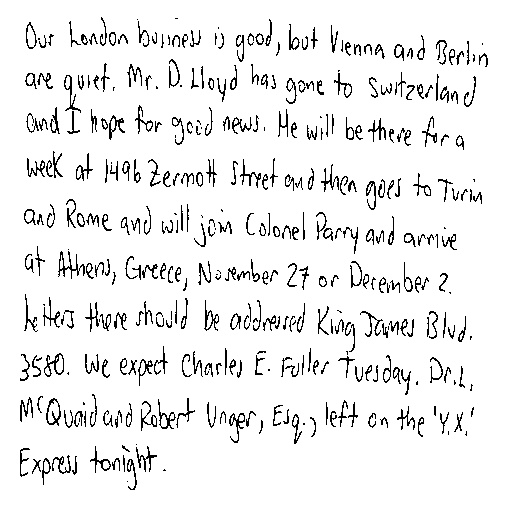 Our London business is good, but Vienna and Berlin
are quiet. Mr. D. Lloyd has gone to Switzerland
and I hope for good news. He will be there for a
week at 1496 Zermott Street and then goes to Turin
and Rome and will join Colonel Parry and arrive
at Athens, Greece, November 27 or December 2.
Letters there should be addressed King James Blvd.
3580. We expect Charles E. Fuller Tuesday. Dr. L.
McQuaid and Robert Unger, Esq., left on the 'Y.X.'
Express tonight.